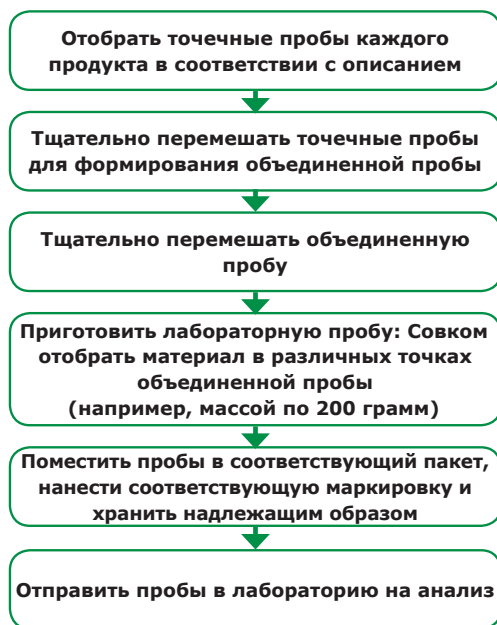 Отобрать точечные пробы каждого
продукта в соответствии с описанием
Тщательно перемешать точечные пробы
для формирования объединенной пробы
Тщательно перемешать объединенную
пробу
Приготовить лабораторную пробу: Совком
отобрать материал в различных точках
объединенной пробы
(например, массой по 200 грамм)
Поместить пробы в соответствующий пакет,
нанести соответствующую маркировку и
хранить надлежащим образом
Отправить пробы в лабораторию на анализ